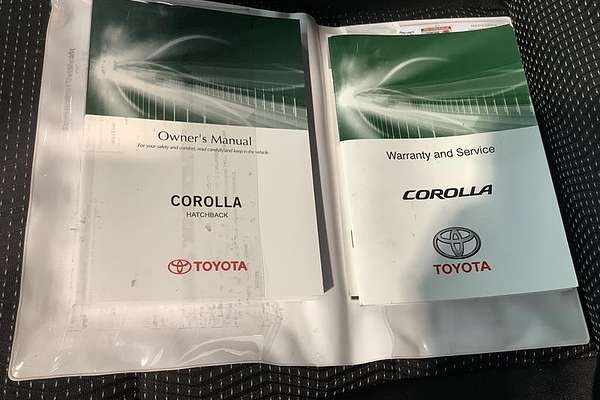 Owner's Manual
For your safety and comfort, read carefully and keep in the vehicle.
COROLLA
HATCHBACK
TOYOTA
Warranty and Service
COROLLA
TOYOTA